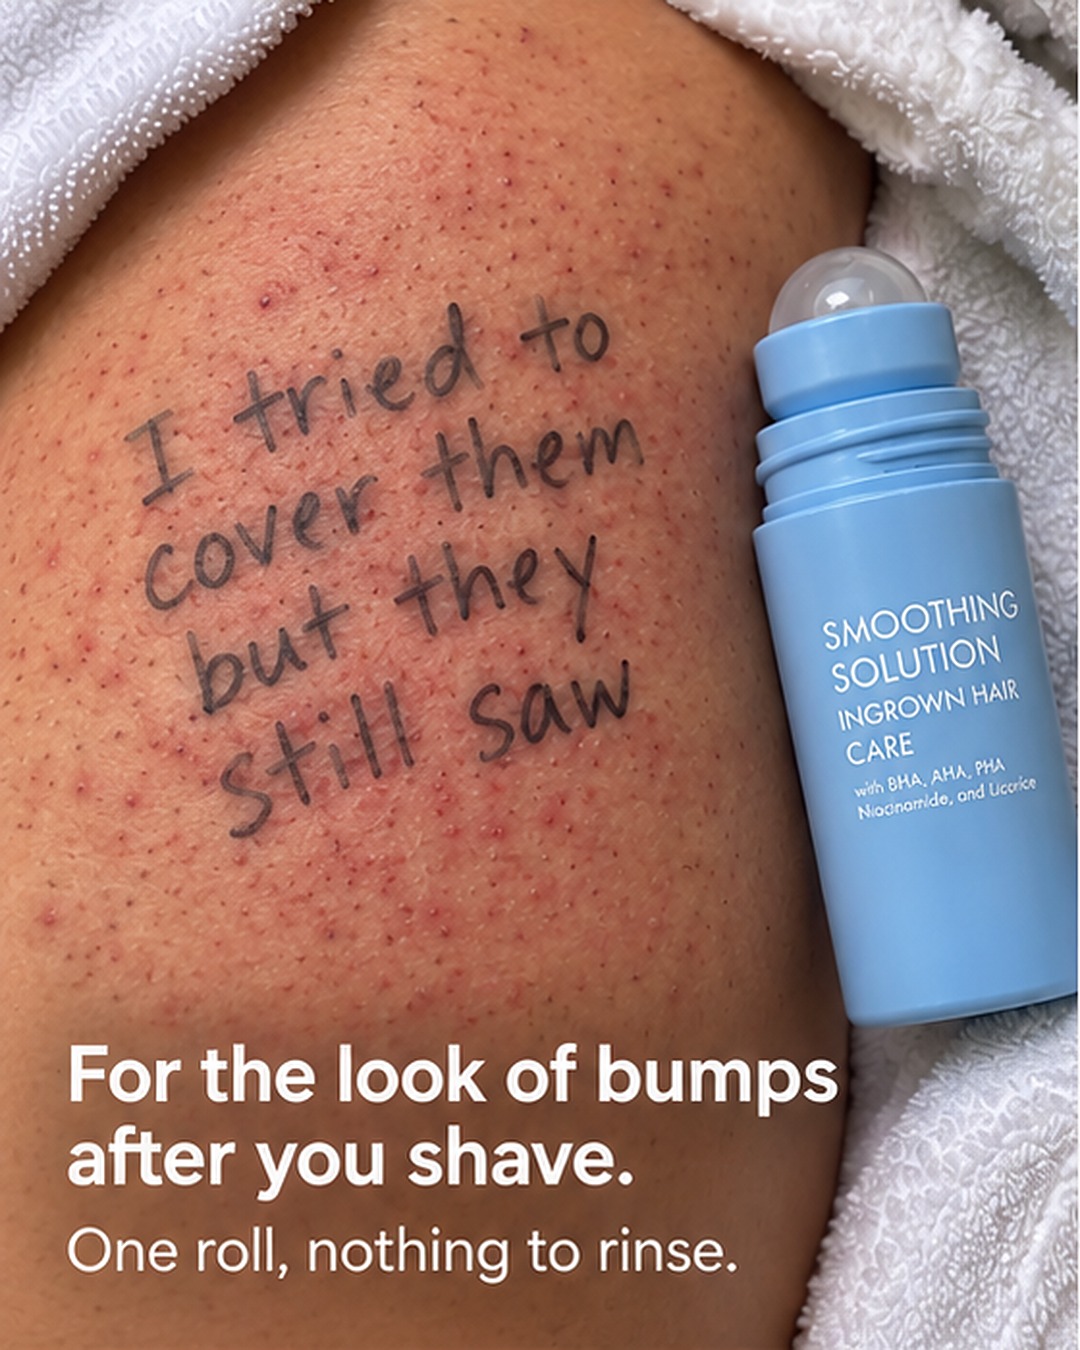 I tried to
cover them
but they
still saw
SMOOTHING
SOLUTION
INGROWN HAIR
CARE
with BHA, AHA, PHA
Niacinamide, and Licorice
For the look of bumps
after you shave.
One roll, nothing to rinse.